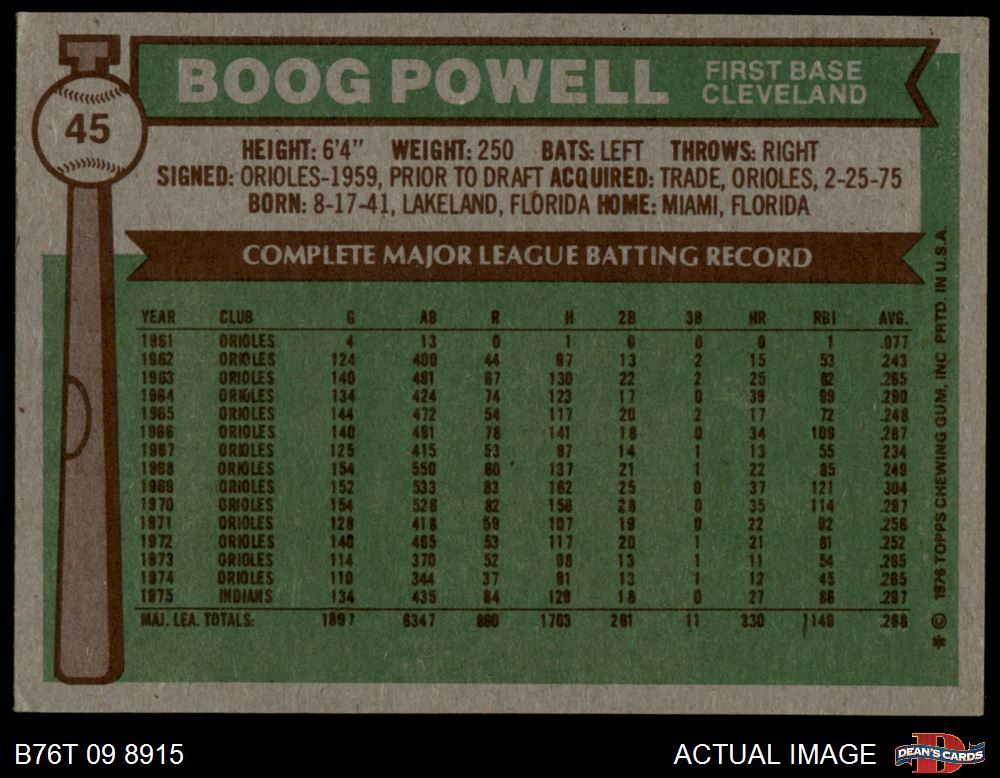 BOOG POWELL FIRST BASE
CLEVELAND
T
45
HEIGHT: 6'4" WEIGHT: 250 BATS: LEFT THROWS: RIGHT
SIGNED: ORIOLES-1959, PRIOR TO DRAFT ACQUIRED: TRADE, ORIOLES, 2-25-75
BORN: 8-17-41, LAKELAND, FLORIDA HOME: MIAMI, FLORIDA
COMPLETE MAJOR LEAGUE BATTING RECORD
YEAR CLUB G AB R H 2B 3B HR RBI AVG.
1961 ORIOLES 4 13 0 1 0 0 0 1 .077
1962 ORIOLES 124 400 44 97 13 2 15 53 .243
1963 ORIOLES 140 491 67 130 22 2 25 82 .265
1964 ORIOLES 134 424 74 123 17 0 39 99 .290
1965 ORIOLES 144 472 54 117 20 2 17 72 .248
1966 ORIOLES 140 491 78 141 18 0 34 109 .287
1967 ORIOLES 125 415 53 97 14 1 13 55 .234
1968 ORIOLES 154 550 60 137 21 1 22 85 .249
1969 ORIOLES 152 533 83 162 25 0 37 121 .304
1970 ORIOLES 154 526 82 156 28 0 35 114 .297
1971 ORIOLES 128 418 59 107 19 0 22 92 .256
1972 ORIOLES 140 465 53 117 20 1 21 81 .252
1973 ORIOLES 114 370 52 98 13 1 11 54 .265
1974 ORIOLES 110 344 37 91 13 1 12 45 .265
1975 INDIANS 134 435 64 129 18 0 27 86 .297
MAJ. LEA. TOTALS: 1897 6347 860 1703 261 11 330 1149 .268
* © 1976 TOPPS CHEWING GUM, INC. PRTD. IN U.S.A.
B76T 09 8915 ACTUAL IMAGE D DEAN'S CARDS